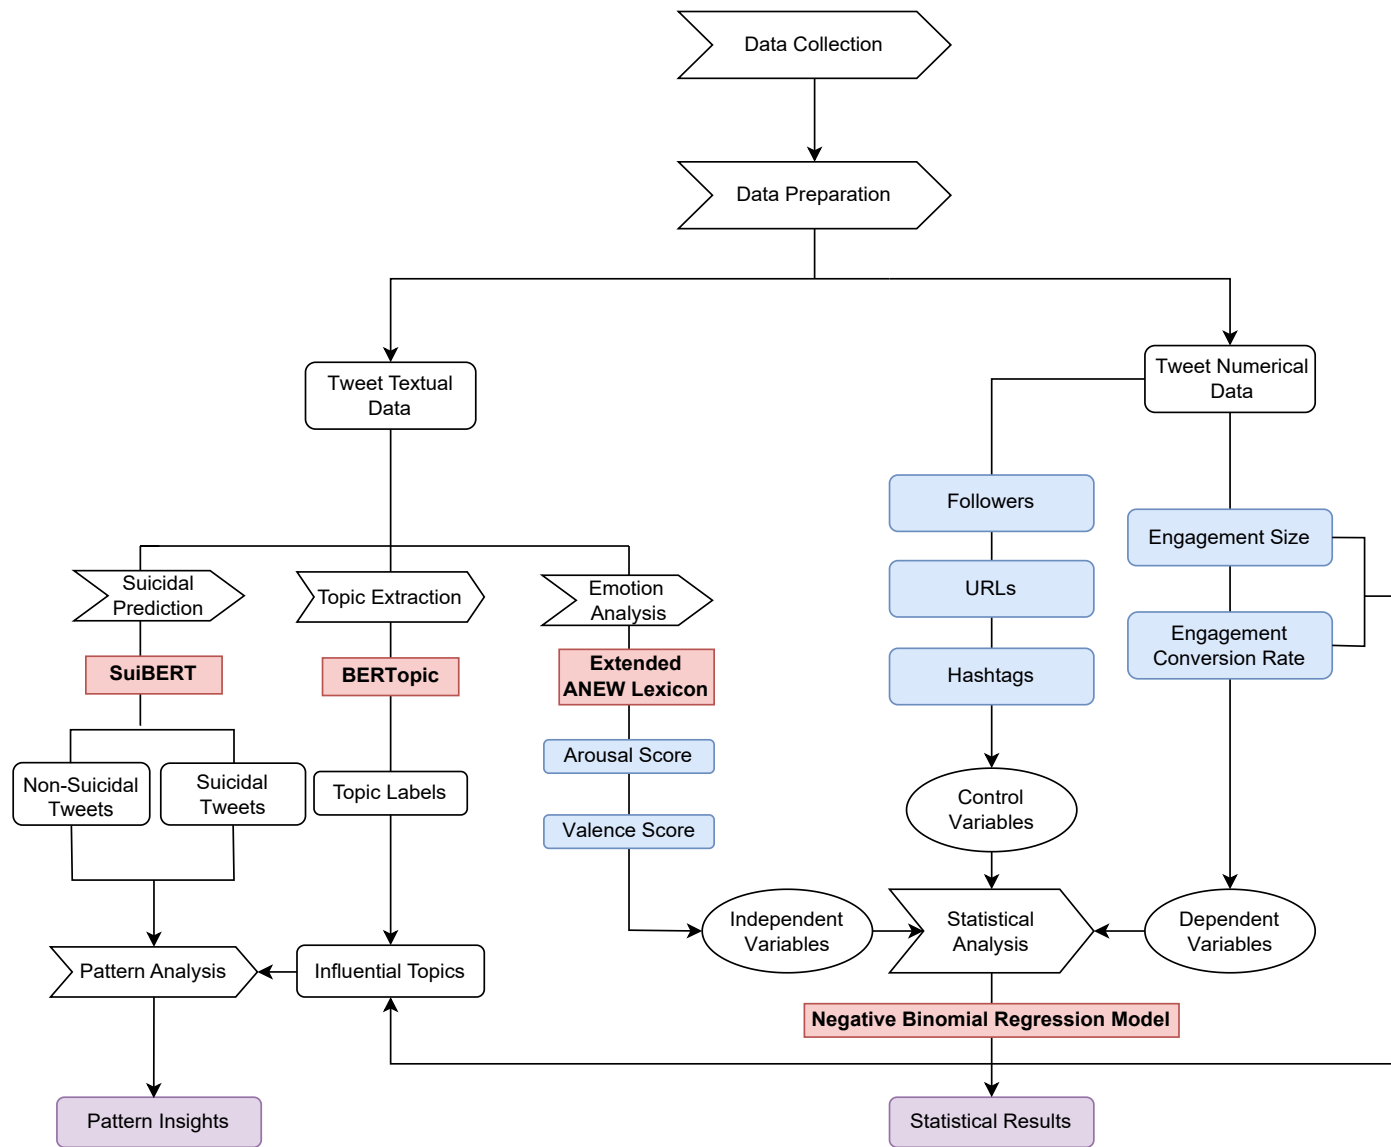 Data Collection
Data Preparation
Tweet Textual
Data
Tweet Numerical
Data
Followers
Engagement Size
URLs
Engagement
Conversion Rate
Hashtags
Suicidal
Prediction
Topic Extraction
Emotion
Analysis
SuiBERT
BERTopic
Extended
ANEW Lexicon
Arousal Score
Non-Suicidal
Tweets
Suicidal
Tweets
Topic Labels
Valence Score
Control
Variables
Independent
Variables
Statistical
Analysis
Dependent
Variables
Pattern Analysis
Influential Topics
Negative Binomial Regression Model
Pattern Insights
Statistical Results